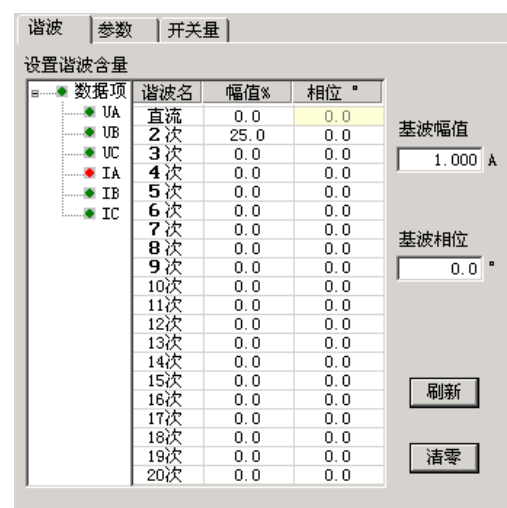 谐波 参数 开关量
设置谐波含量
数据项
UA
UB
UC
IA
IB
IC
谐波名 幅值% 相位 °
直流 0.0 0.0
2次 25.0 0.0
3次 0.0 0.0
4次 0.0 0.0
5次 0.0 0.0
6次 0.0 0.0
7次 0.0 0.0
8次 0.0 0.0
9次 0.0 0.0
10次 0.0 0.0
11次 0.0 0.0
12次 0.0 0.0
13次 0.0 0.0
14次 0.0 0.0
15次 0.0 0.0
16次 0.0 0.0
17次 0.0 0.0
18次 0.0 0.0
19次 0.0 0.0
20次 0.0 0.0
基波幅值
1.000 A
基波相位
0.0 °
刷新
清零